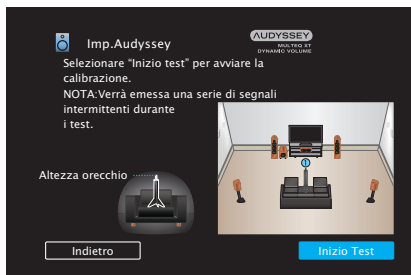 Imp.Audyssey
AUDYSSEY
MULTEQ XT
DYNAMIC VOLUME
Selezionare “Inizio test” per avviare la
calibrazione.
NOTA:Verrà emessa una serie di segnali
intermittenti durante
i test.
Altezza orecchio
1
Indietro
Inizio Test